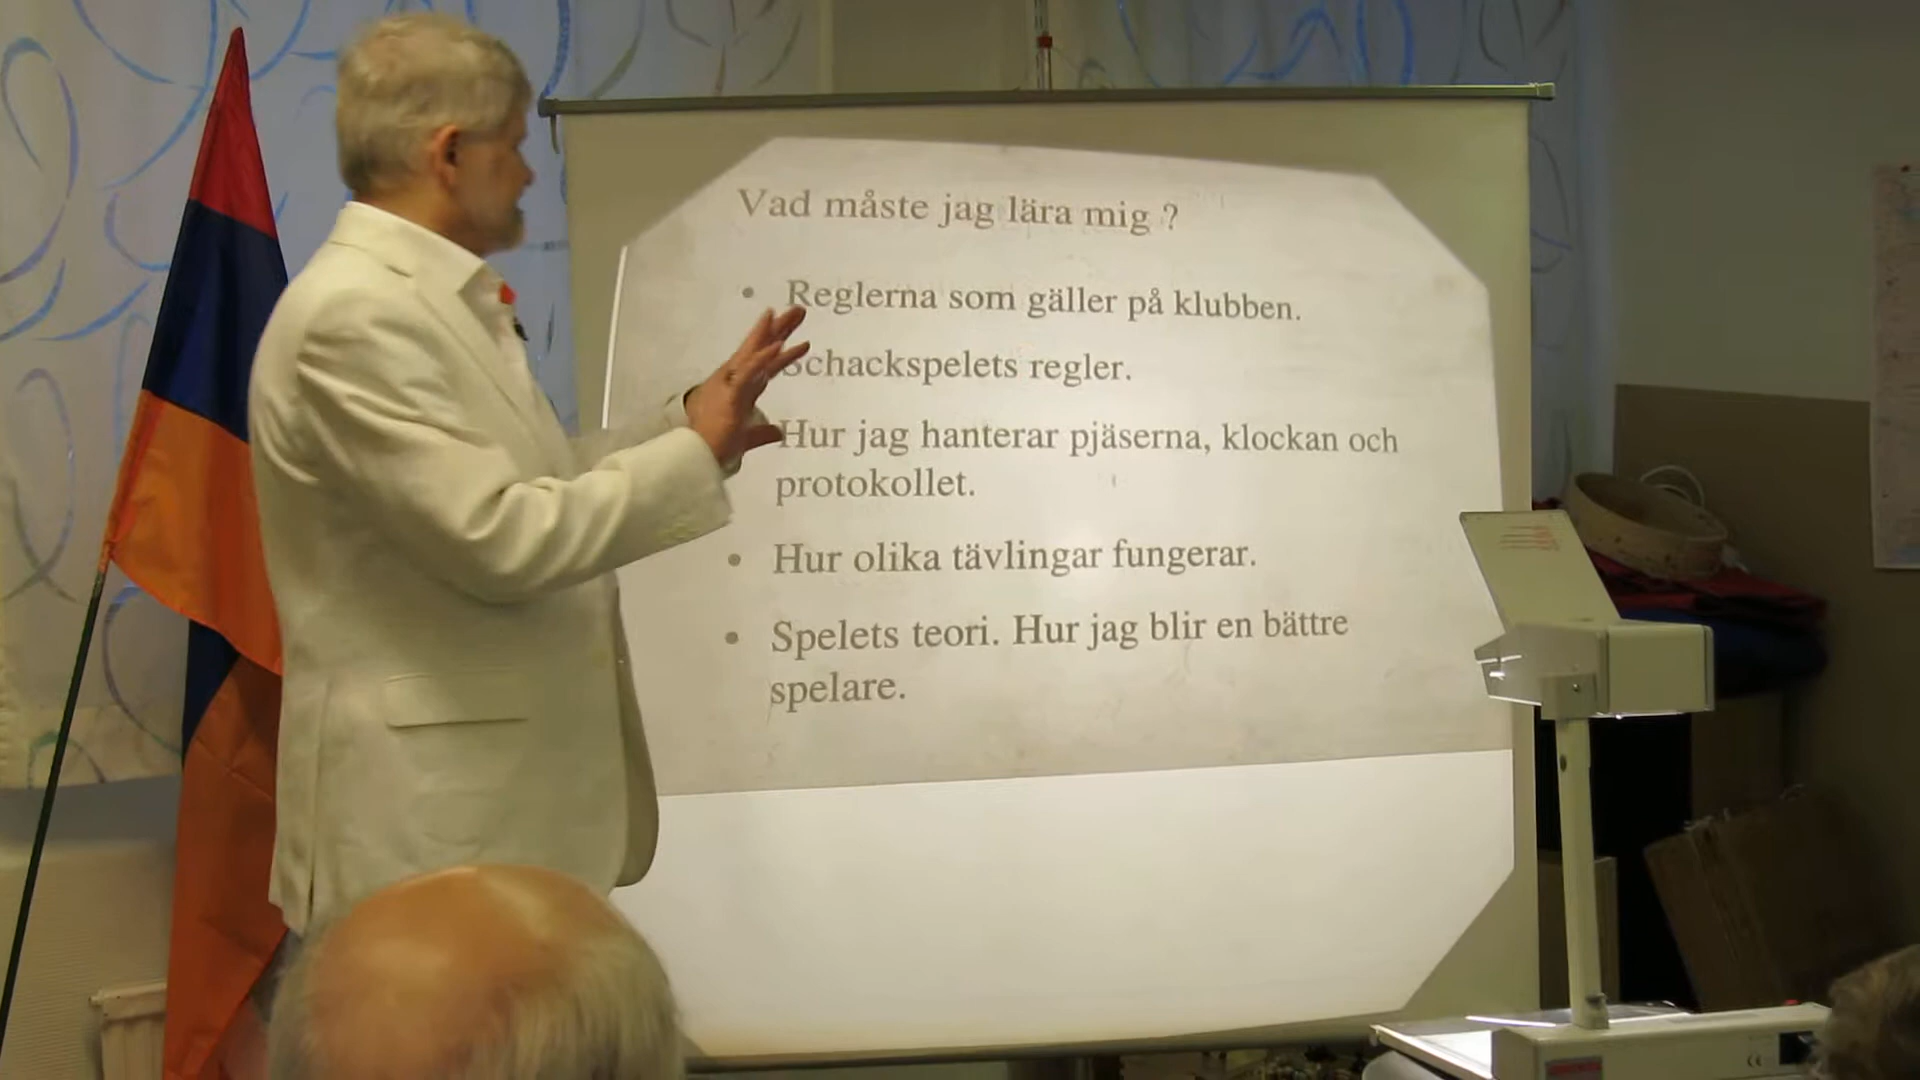 Vad måste jag lära mig ?
• Reglerna som gäller på klubben.
Schackspelets regler.
Hur jag hanterar pjäserna, klockan och
protokollet.
• Hur olika tävlingar fungerar.
• Spelets teori. Hur jag blir en bättre
spelare.